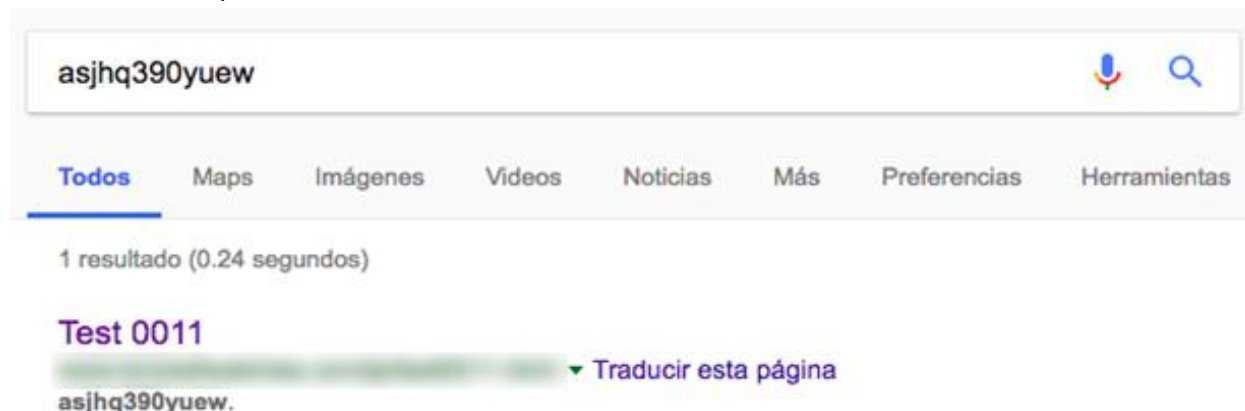 asjhq390yuew
Todos Maps Imágenes Videos Noticias Más Preferencias Herramientas
1 resultado (0.24 segundos)
Test 0011
Traducir esta página
asjhq390yuew.